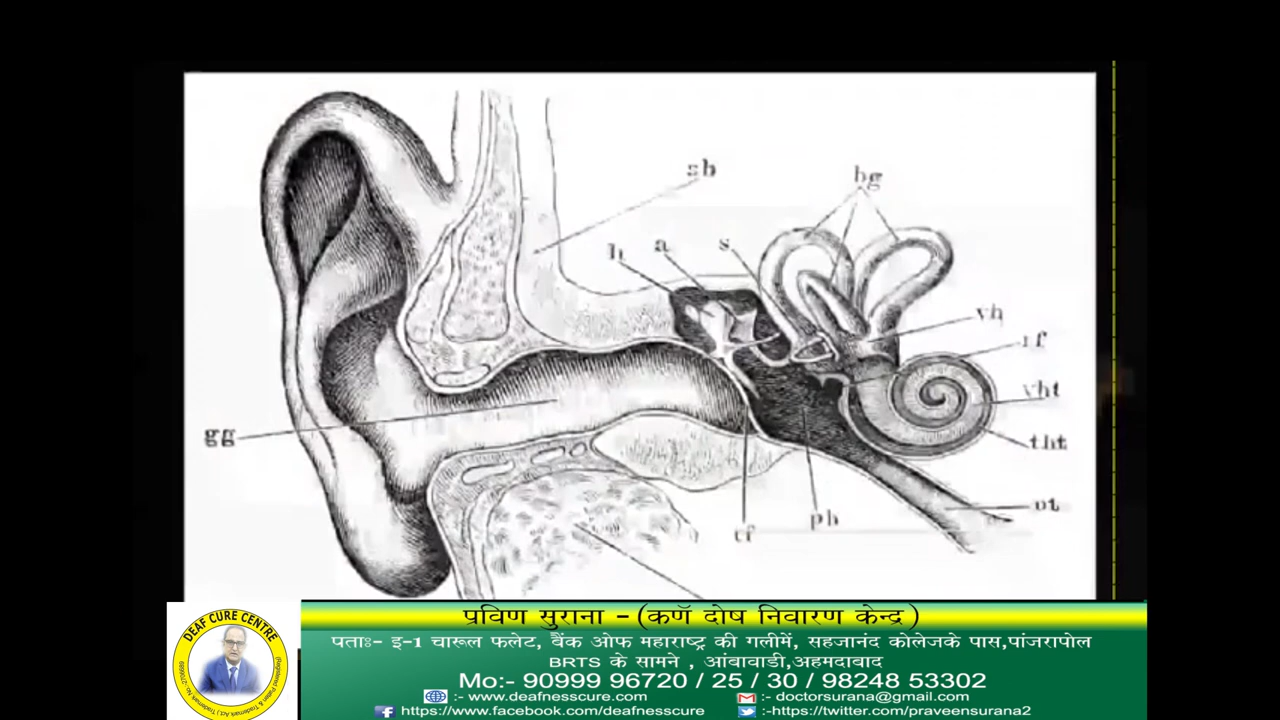 sb
bg
h a s
vh
rf
vht
gg
tht
ot
ph
tf
DEAF CURE CENTRE
प्रविण सुराना - (कर्ण दोष निवारण केन्द्र)
पताः- इ-1 चारूल फलेट, बैंक ओफ महाराष्ट्र की गलीमें, सहजानंद कोलेजके पास,पांजरापोल
BRTS के सामने , आंबावाडी,अहमदाबाद
Mo:- 90999 96720 / 25 / 30 / 98248 53302
:- www.deafnesscure.com :- doctorsurana@gmail.com
https://www.facebook.com/deafnesscure :-https://twitter.com/praveensurana2